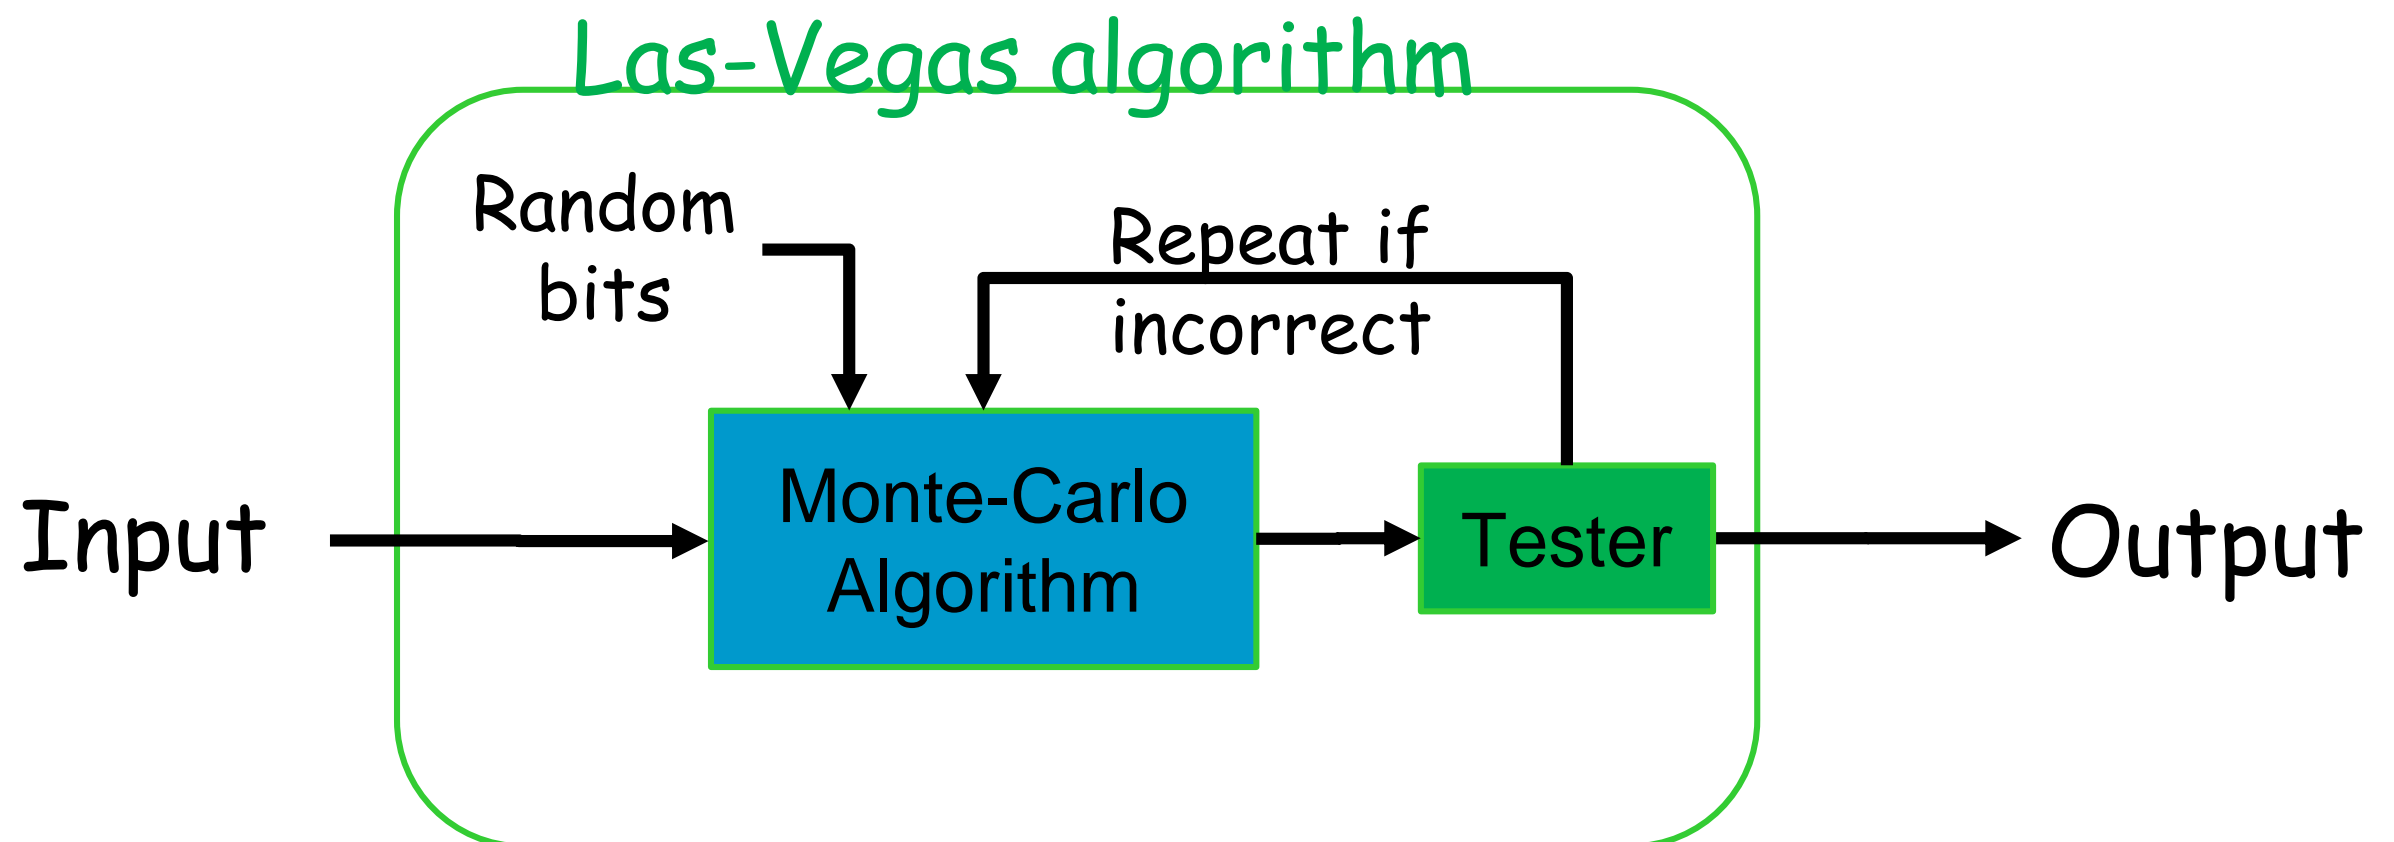 Las-Vegas algorithm
Random
bits
Repeat if
incorrect
Input
Monte-Carlo
Algorithm
Tester
Output